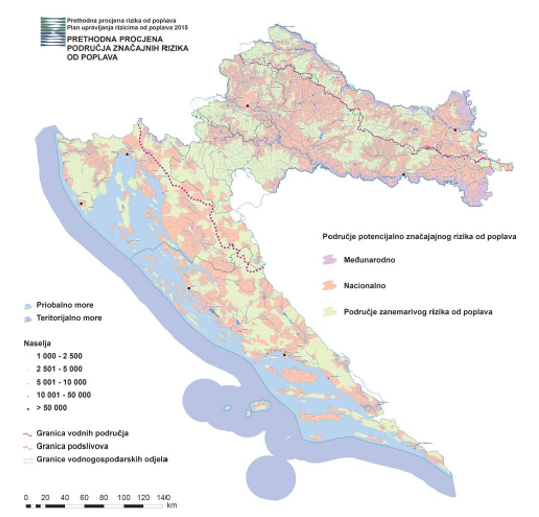 Prethodna procjena rizika od poplava
Plan upravljanja rizicima od poplava 2015
PRETHODNA PROCJENA
PODRUČJA ZNAČAJNIH RIZIKA
OD POPLAVA
Područje potencijalno značajajnog rizika od poplava
Međunarodno
Nacionalno
Područje zanemarivog rizika od poplava
Priobalno more
Teritorijalno more
Naselja
1 000 - 2 500
2 501 - 5 000
5 001 - 10 000
10 001 - 50 000
> 50 000
Granica vodnih područja
Granica podslivova
Granice vodnogospodarskih odjela
0 10 20 40 60 80 100 120 140
km